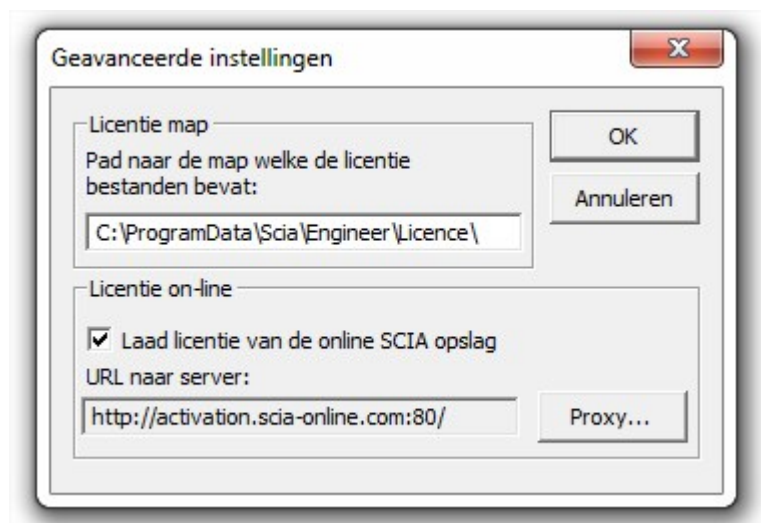 Geavanceerde instellingen
Licentie map
Pad naar de map welke de licentie
bestanden bevat:
C:\ProgramData\Scia\Engineer\Licence\
OK
Annuleren
Licentie on-line
Laad licentie van de online SCIA opslag
URL naar server:
http://activation.scia-online.com:80/
Proxy...